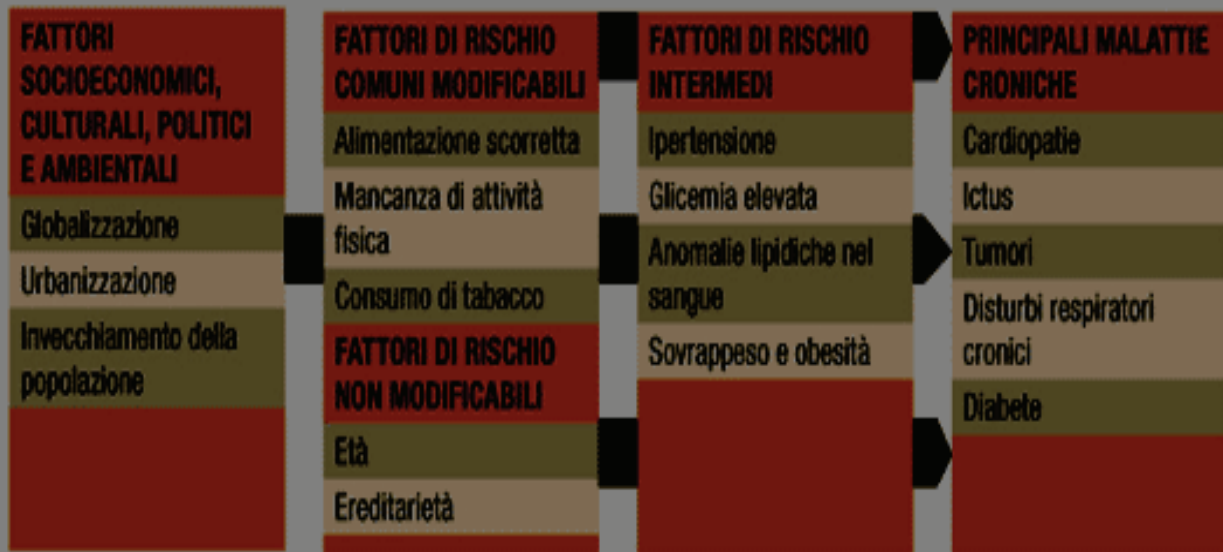 FATTORI
SOCIOECONOMICI,
CULTURALI, POLITICI
E AMBIENTALI
Globalizzazione
Urbanizzazione
Invecchiamento della
popolazione
FATTORI DI RISCHIO
COMUNI MODIFICABILI
Alimentazione scorretta
Mancanza di attività
fisica
Consumo di tabacco
FATTORI DI RISCHIO
NON MODIFICABILI
Età
Ereditarietà
FATTORI DI RISCHIO
INTERMEDI
Ipertensione
Glicemia elevata
Anomalie lipidiche nel
sangue
Sovrappeso e obesità
PRINCIPALI MALATTIE
CRONICHE
Cardiopatie
Ictus
Tumori
Disturbi respiratori
cronici
Diabete